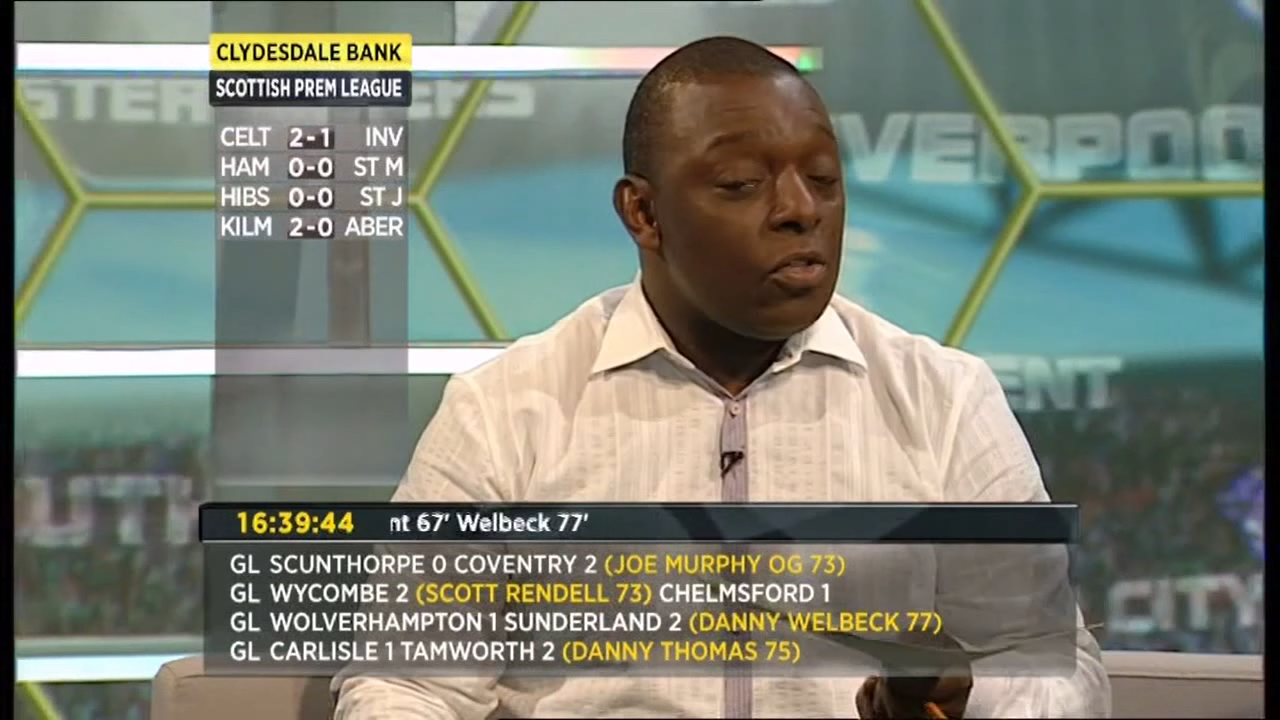 CLYDESDALE BANK
SCOTTISH PREM LEAGUE
CELT 2-1 INV
HAM 0-0 ST M
HIBS 0-0 ST J
KILM 2-0 ABER
VERPOO
ENT
CITY
16:39:44 nt 67' Welbeck 77'
GL SCUNTHORPE 0 COVENTRY 2 (JOE MURPHY OG 73)
GL WYCOMBE 2 (SCOTT RENDELL 73) CHELMSFORD 1
GL WOLVERHAMPTON 1 SUNDERLAND 2 (DANNY WELBECK 77)
GL CARLISLE 1 TAMWORTH 2 (DANNY THOMAS 75)